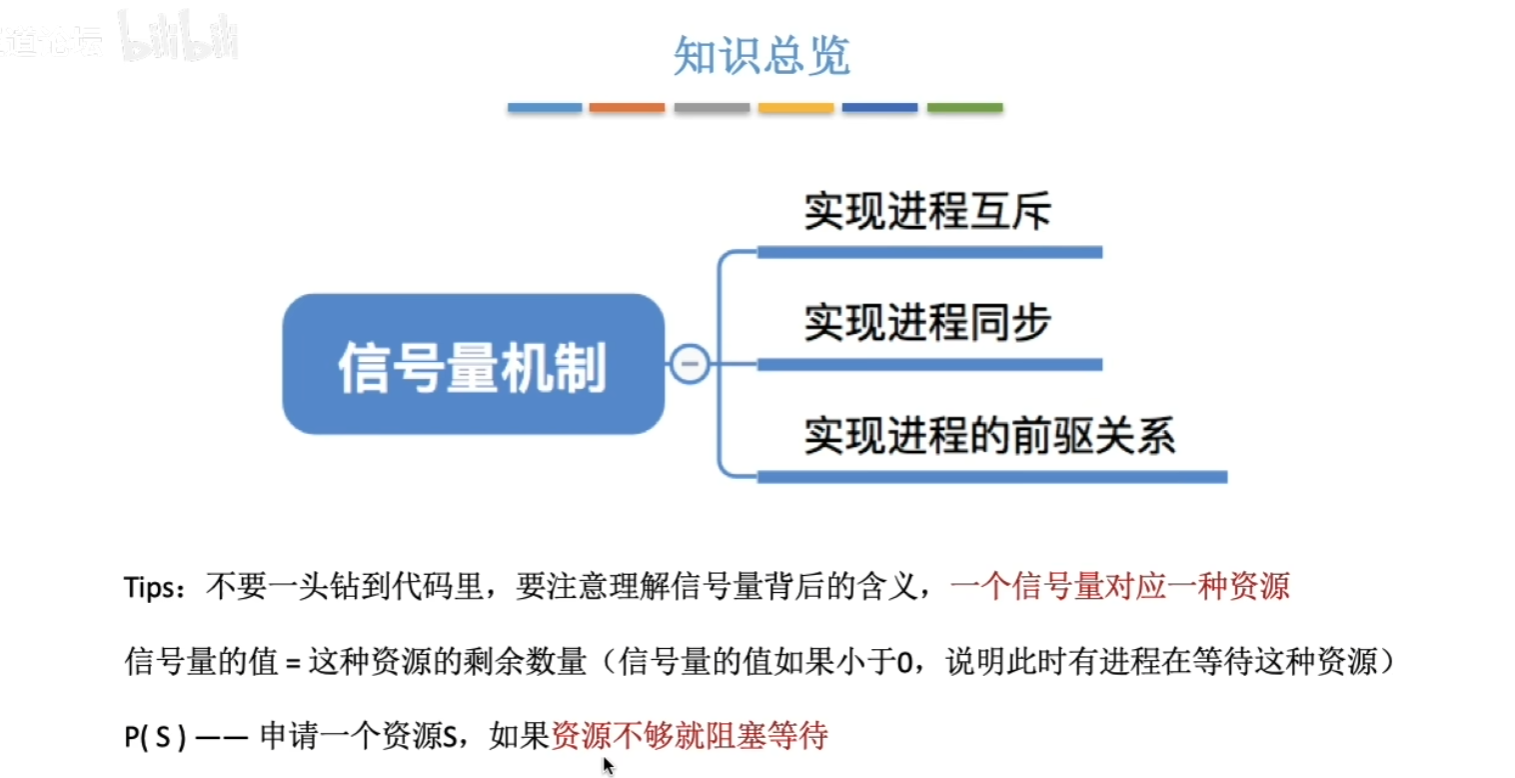 bilibili
知识总览
实现进程互斥
实现进程同步
信号量机制
实现进程的前驱关系
Tips：不要一头钻到代码里，要注意理解信号量背后的含义，一个信号量对应一种资源
信号量的值 = 这种资源的剩余数量（信号量的值如果小于0，说明此时有进程在等待这种资源）
P( S ) —— 申请一个资源S，如果资源不够就阻塞等待